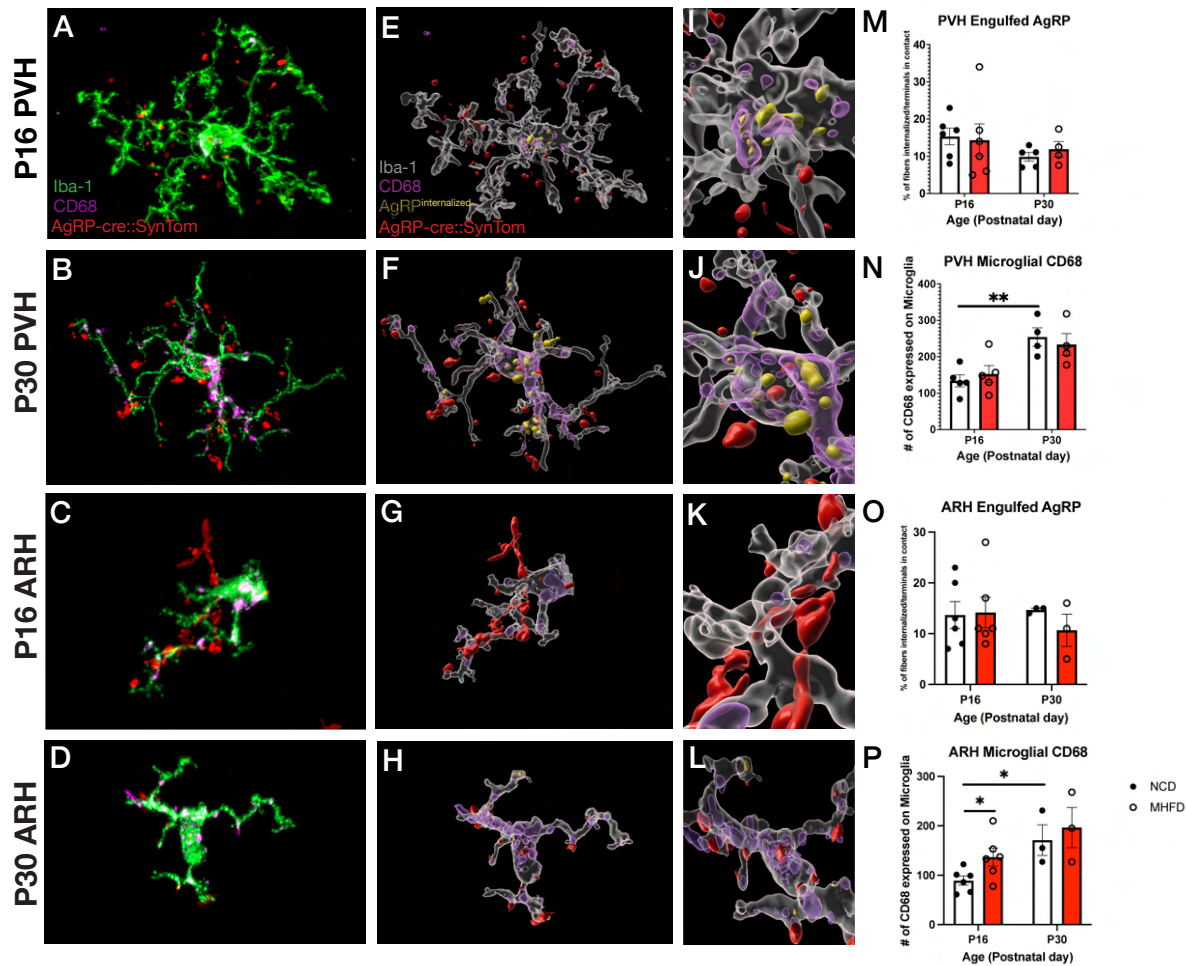 P16 PVH
A
Iba-1
CD68
AgRP-cre::SynTom
E
Iba-1
CD68
AgRPinternalized
AgRP-cre::SynTom
I
M
PVH Engulfed AgRP
% of fibers internalized/terminals in contact
40
30
20
10
0
P16
P30
Age (Postnatal day)
P30 PVH
B
F
J
N
PVH Microglial CD68
# of CD68 expressed on Microglia
400
300
200
100
0
**
P16
P30
Age (Postnatal day)
P16 ARH
C
G
K
O
ARH Engulfed AgRP
% of fibers internalized/terminals in contact
30
20
10
0
P16
P30
Age (Postnatal day)
P30 ARH
D
H
L
P
ARH Microglial CD68
# of CD68 expressed on Microglia
300
200
100
0
*
*
P16
P30
Age (Postnatal day)
NCD
MHFD